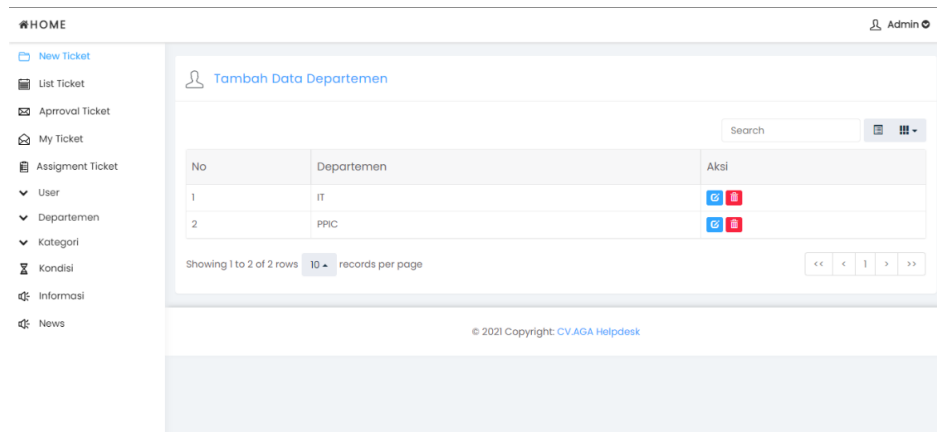 HOME
Admin
New Ticket
List Ticket
Aprroval Ticket
My Ticket
Assigment Ticket
User
Departemen
Kategori
Kondisi
Informasi
News
Tambah Data Departemen
Search
No Departemen Aksi
1 IT
2 PPIC
Showing 1 to 2 of 2 rows 10 records per page
<< < 1 > >>
© 2021 Copyright: CV.AGA Helpdesk